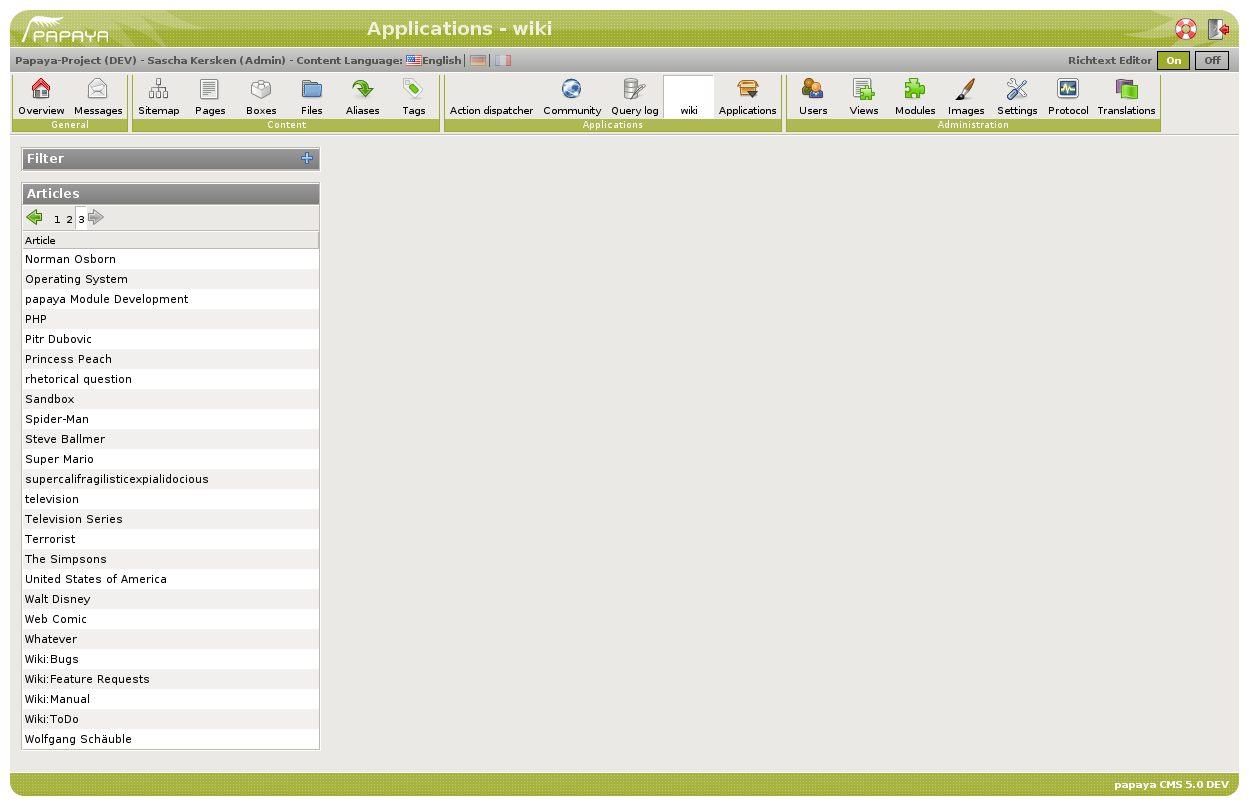 PAPAYA
Applications - wiki
Papaya-Project (DEV) - Sascha Kersken (Admin) - Content Language: English | | Richtext Editor On Off
Overview Messages Sitemap Pages Boxes Files Aliases Tags Action dispatcher Community Query log wiki Applications Users Views Modules Images Settings Protocol Translations
General Content Applications Administration
Filter
Articles
1 2 3
Article
Norman Osborn
Operating System
papaya Module Development
PHP
Pitr Dubovic
Princess Peach
rhetorical question
Sandbox
Spider-Man
Steve Ballmer
Super Mario
supercalifragilisticexpialidocious
television
Television Series
Terrorist
The Simpsons
United States of America
Walt Disney
Web Comic
Whatever
Wiki:Bugs
Wiki:Feature Requests
Wiki:Manual
Wiki:ToDo
Wolfgang Schäuble
papaya CMS 5.0 DEV